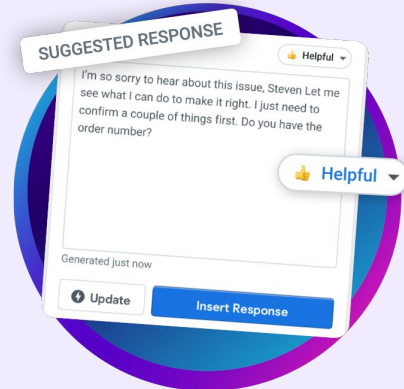 SUGGESTED RESPONSE
👍 Helpful
I'm so sorry to hear about this issue, Steven Let me
see what I can do to make it right. I just need to
confirm a couple of things first. Do you have the
order number?
👍 Helpful
Generated just now
Update
Insert Response